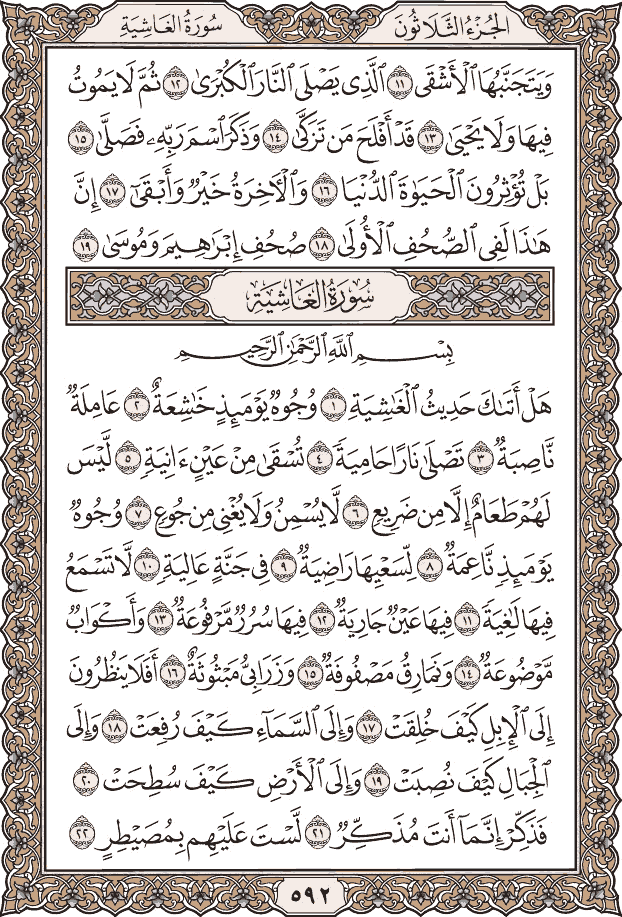 الجُزْءُ الثَّلَاثُونَ
سُورَةُ الغَاشِيَةِ
وَيَتَجَنَّبُهَا ٱلْأَشْقَى ١١ ٱلَّذِى يَصْلَى ٱلنَّارَ ٱلْكُبْرَىٰ ١٢ ثُمَّ لَا يَمُوتُ
فِيهَا وَلَا يَحْيَىٰ ١٣ قَدْ أَفْلَحَ مَن تَزَكَّىٰ ١٤ وَذَكَرَ ٱسْمَ رَبِّهِۦ فَصَلَّىٰ ١٥
بَلْ تُؤْثِرُونَ ٱلْحَيَوٰةَ ٱلدُّنْيَا ١٦ وَٱلْأَخِرَةُ خَيْرٌ وَأَبْقَىٰٓ ١٧ إِنَّ
هَٰذَا لَفِى ٱلصُّحُفِ ٱلْأُولَىٰ ١٨ صُحُفِ إِبْرَٰهِيمَ وَمُوسَىٰ ١٩
سُورَةُ الغَاشِيَةِ
بِسْمِ ٱللَّهِ ٱلرَّحْمَٰنِ ٱلرَّحِيمِ
هَلْ أَتَىٰكَ حَدِيثُ ٱلْغَٰشِيَةِ ١ وُجُوهٌ يَوْمَئِذٍ خَٰشِعَةٌ ٢ عَامِلَةٌ
نَّاصِبَةٌ ٣ تَصْلَىٰ نَارًا حَامِيَةً ٤ تُسْقَىٰ مِنْ عَيْنٍ ءَانِيَةٍ ٥ لَّيْسَ
لَهُمْ طَعَامٌ إِلَّا مِن ضَرِيعٍ ٦ لَّا يُسْمِنُ وَلَا يُغْنِى مِن جُوعٍ ٧ وُجُوهٌ
يَوْمَئِذٍ نَّاعِمَةٌ ٨ لِّسَعْيِهَا رَاضِيَةٌ ٩ فِى جَنَّةٍ عَالِيَةٍ ١٠ لَّا تَسْمَعُ
فِيهَا لَٰغِيَةً ١١ فِيهَا عَيْنٌ جَارِيَةٌ ١٢ فِيهَا سُرُرٌ مَّرْفُوعَةٌ ١٣ وَأَكْوَابٌ
مَّوْضُوعَةٌ ١٤ وَنَمَارِقُ مَصْفُوفَةٌ ١٥ وَزَرَابِىُّ مَبْثُوثَةٌ ١٦ أَفَلَا يَنظُرُونَ
إِلَى ٱلْإِبِلِ كَيْفَ خُلِقَتْ ١٧ وَإِلَى ٱلسَّمَآءِ كَيْفَ رُفِعَتْ ١٨ وَإِلَى
ٱلْجِبَالِ كَيْفَ نُصِبَتْ ١٩ وَإِلَى ٱلْأَرْضِ كَيْفَ سُطِحَتْ ٢٠
فَذَكِّرْ إِنَّمَآ أَنتَ مُذَكِّرٌ ٢١ لَّسْتَ عَلَيْهِم بِمُصَيْطِرٍ ٢٢
٥٩٢